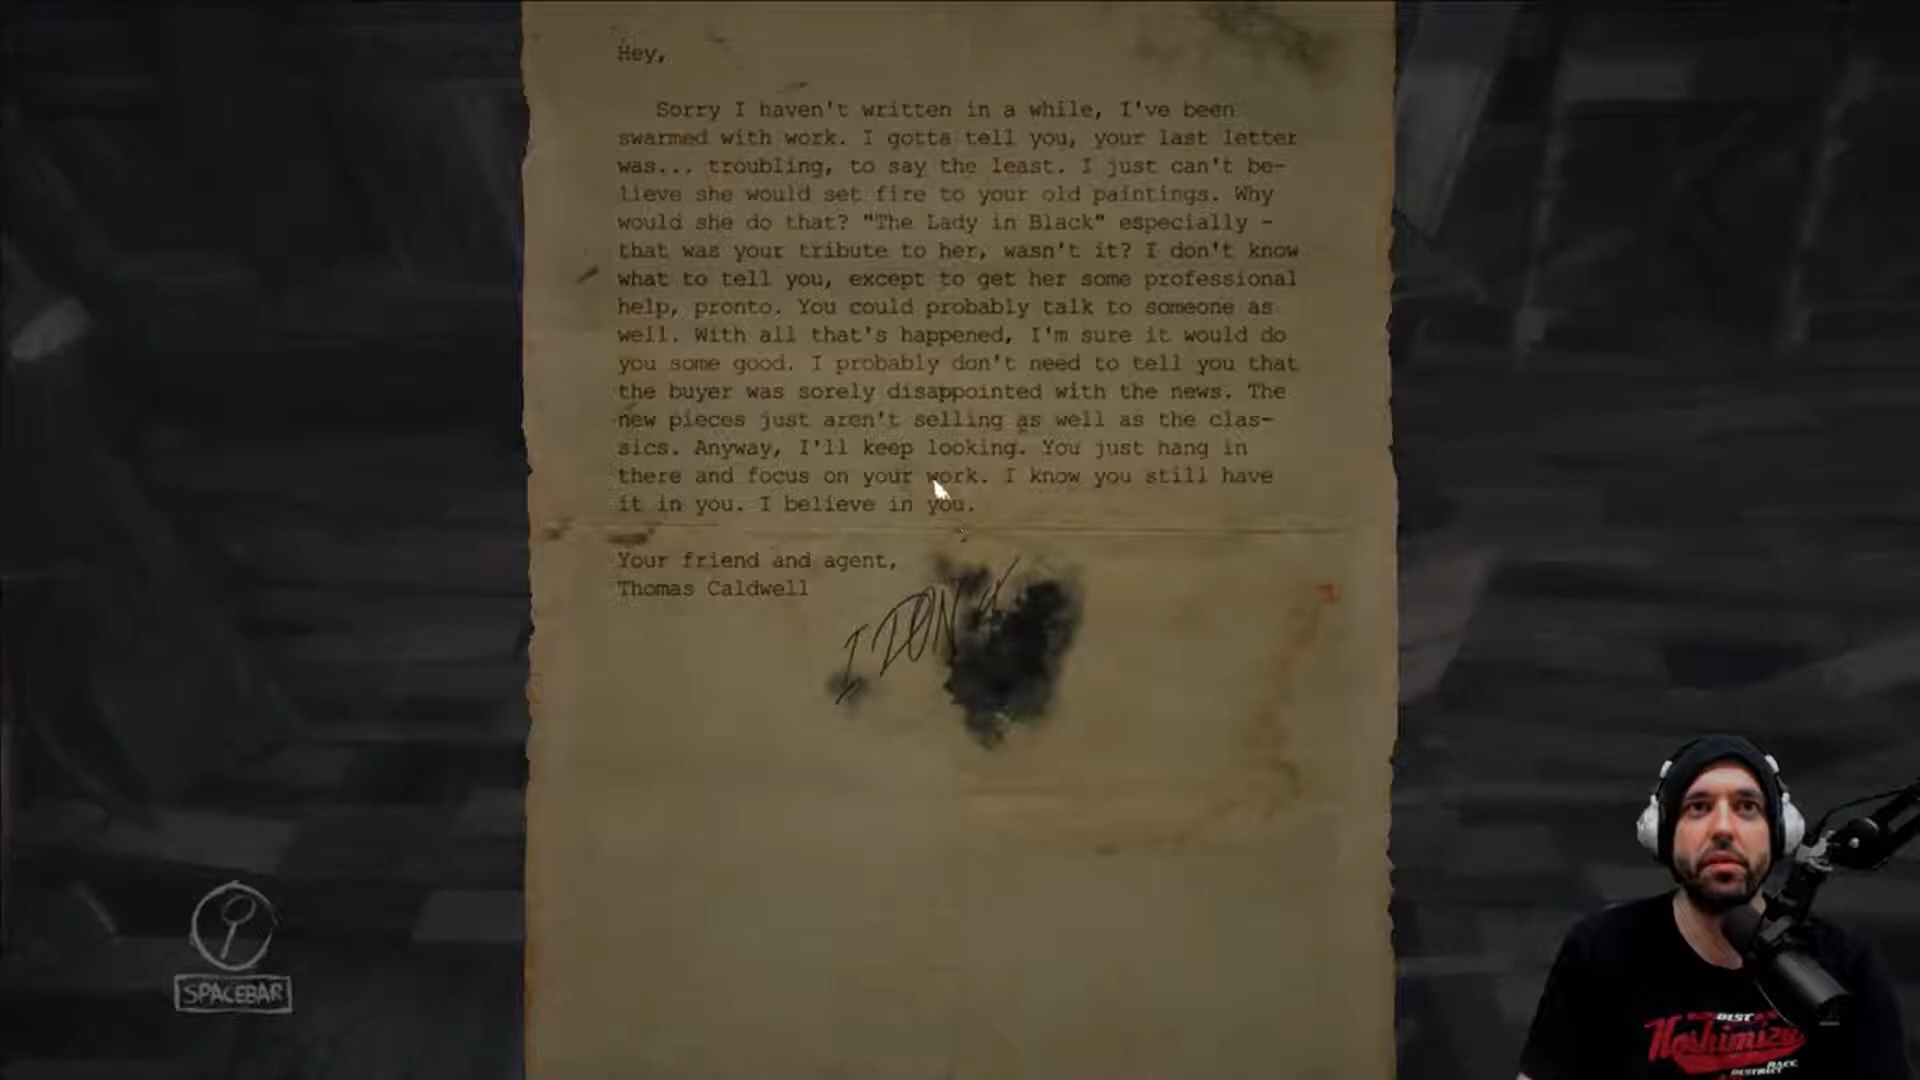 Hey,
Sorry I haven't written in a while, I've been
swarmed with work. I gotta tell you, your last letter
was... troubling, to say the least. I just can't be-
lieve she would set fire to your old paintings. Why
would she do that? "The Lady in Black" especially -
that was your tribute to her, wasn't it? I don't know
what to tell you, except to get her some professional
help, pronto. You could probably talk to someone as
well. With all that's happened, I'm sure it would do
you some good. I probably don't need to tell you that
the buyer was sorely disappointed with the news. The
new pieces just aren't selling as well as the clas-
sics. Anyway, I'll keep looking. You just hang in
there and focus on your work. I know you still have
it in you. I believe in you.
Your friend and agent,
Thomas Caldwell
I DON'T
SPACEBAR